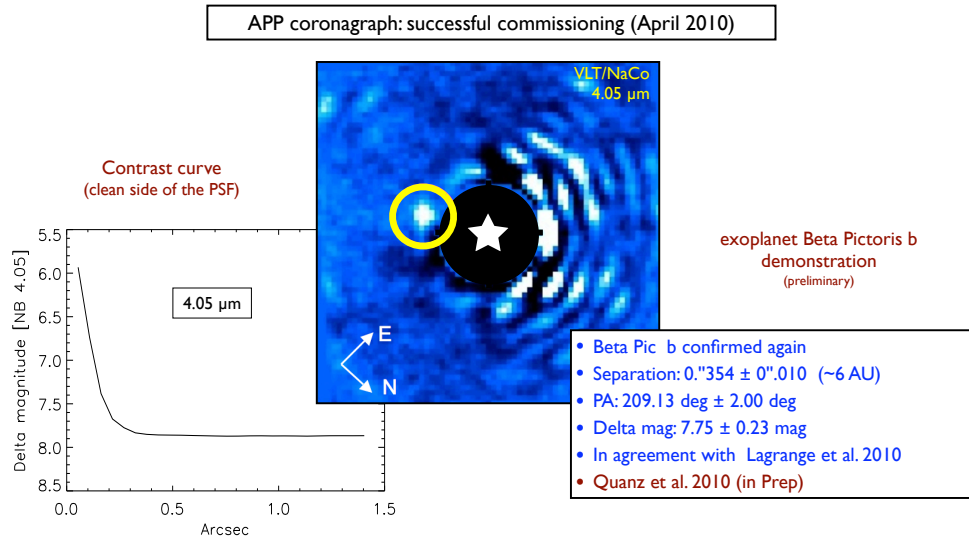 APP coronagraph: successful commissioning (April 2010)
VLT/NaCo
4.05 µm
Contrast curve
(clean side of the PSF)
exoplanet Beta Pictoris b
demonstration
(preliminary)
E
N
5.5
6.0
6.5
7.0
7.5
8.0
8.5
Delta magnitude [NB 4.05]
4.05 µm
0.0
0.5
1.0
1.5
Arcsec
• Beta Pic b confirmed again
• Separation: 0."354 ± 0".010 (~6 AU)
• PA: 209.13 deg ± 2.00 deg
• Delta mag: 7.75 ± 0.23 mag
• In agreement with Lagrange et al. 2010
• Quanz et al. 2010 (in Prep)